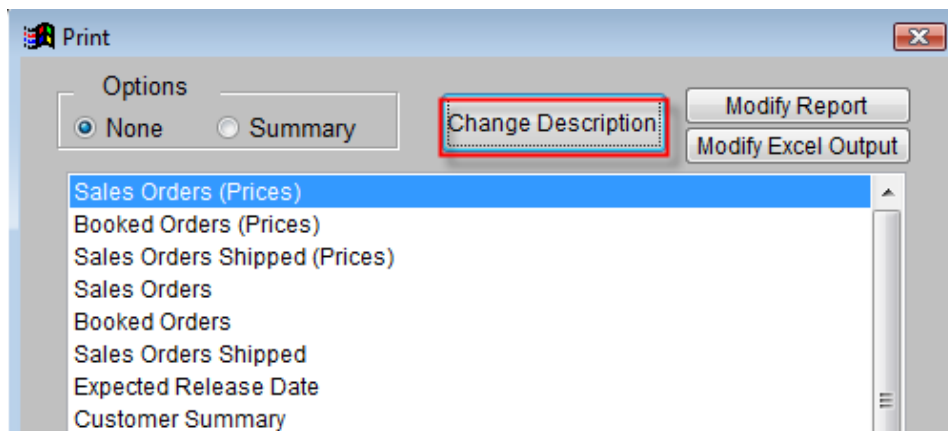 Print
Options
None Summary
Change Description
Modify Report
Modify Excel Output
Sales Orders (Prices)
Booked Orders (Prices)
Sales Orders Shipped (Prices)
Sales Orders
Booked Orders
Sales Orders Shipped
Expected Release Date
Customer Summary